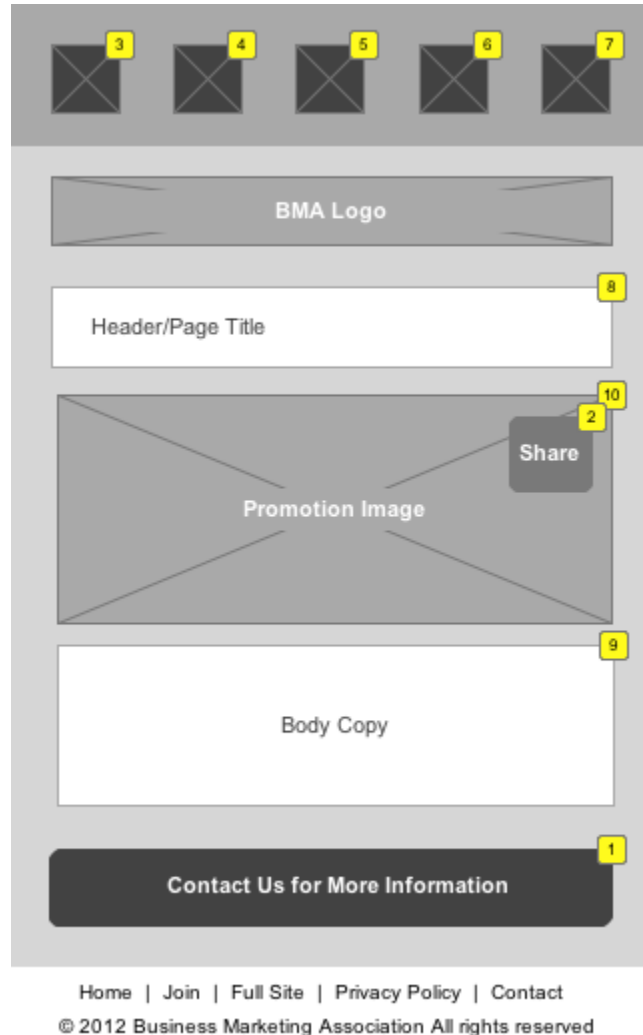 3 4 5 6 7
BMA Logo
8
Header/Page Title
10
2
Share
Promotion Image
9
Body Copy
1
Contact Us for More Information
Home | Join | Full Site | Privacy Policy | Contact
© 2012 Business Marketing Association All rights reserved